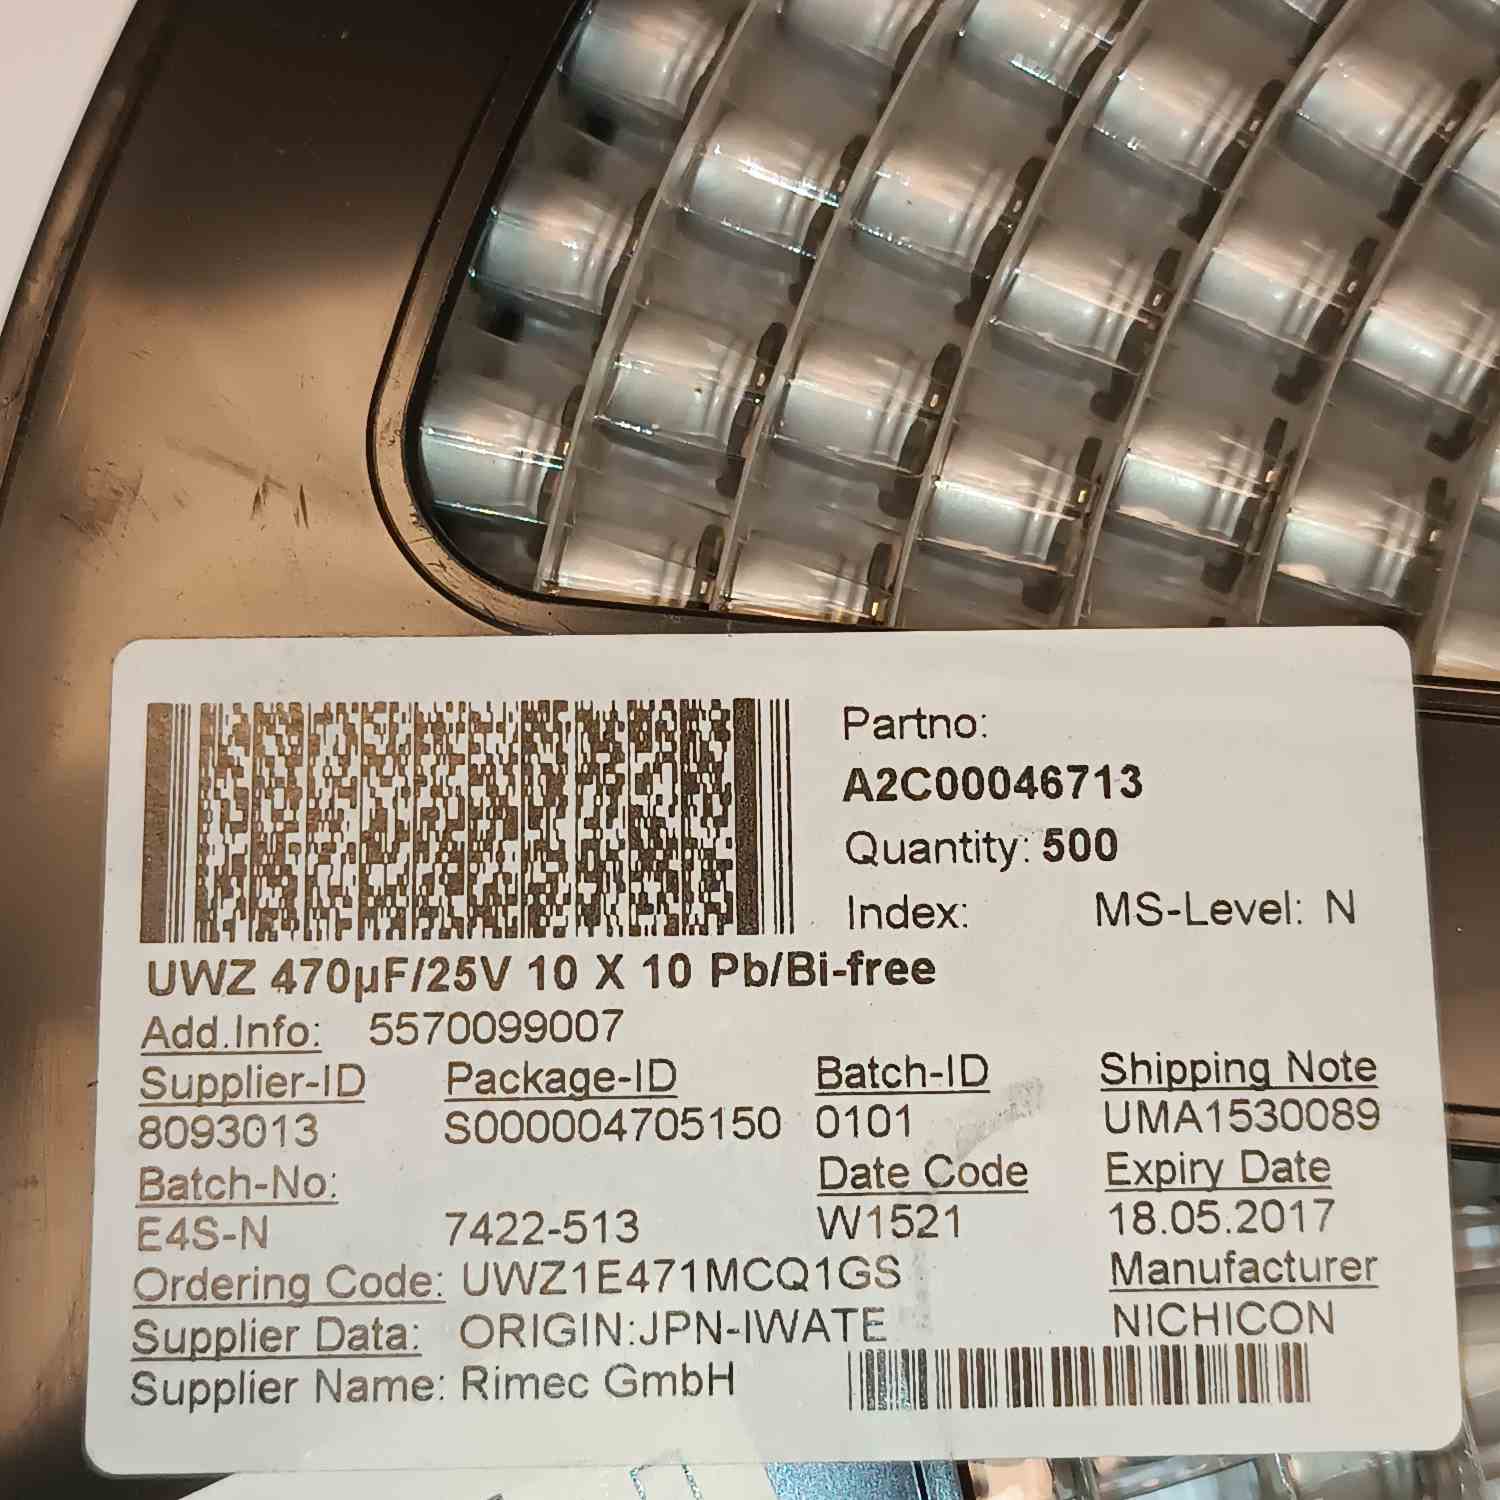 Partno:
A2C00046713
Quantity: 500
Index: MS-Level: N
UWZ 470µF/25V 10 X 10 Pb/Bi-free
Add.Info: 5570099007
Supplier-ID Package-ID Batch-ID Shipping Note
8093013 S000004705150 0101 UMA1530089
Batch-No: Date Code Expiry Date
E4S-N 7422-513 W1521 18.05.2017
Ordering Code: UWZ1E471MCQ1GS Manufacturer
Supplier Data: ORIGIN:JPN-IWATE NICHICON
Supplier Name: Rimec GmbH